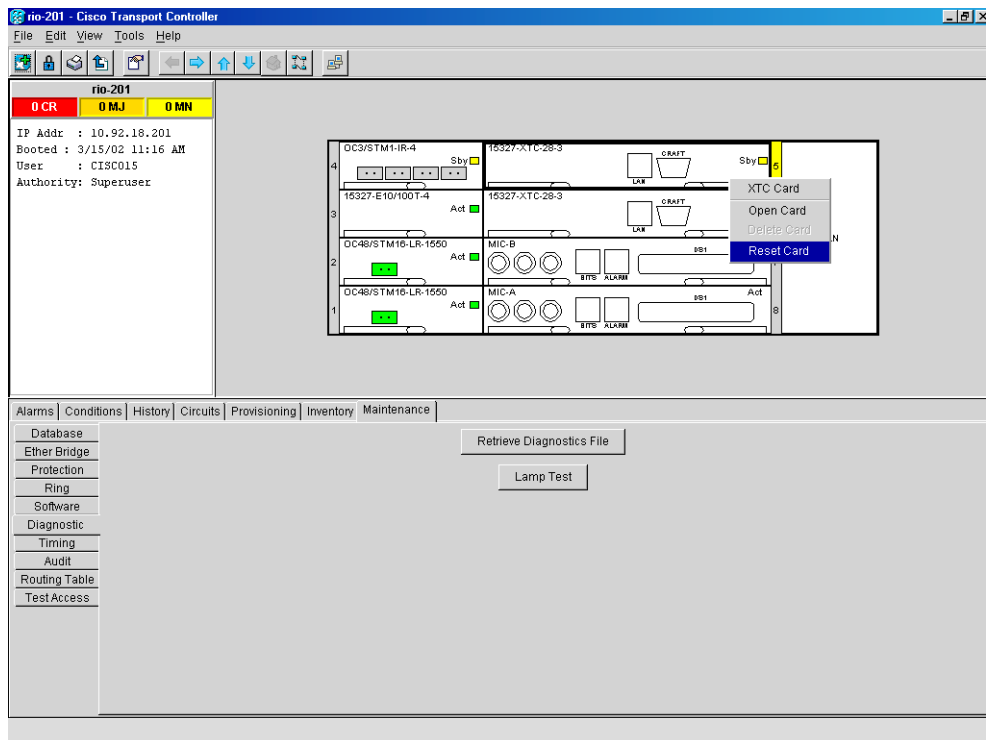 rio-201 - Cisco Transport Controller
File Edit View Tools Help
rio-201
0 CR 0 MJ 0 MN
IP Addr : 10.92.18.201
Booted : 3/15/02 11:16 AM
User : CISCO15
Authority: Superuser
4 OC3/STM1-IR-4 Sby 15327-XTC-28-3 LAN CRAFT Sby 5
3 15327-E10/100T-4 Act 15327-XTC-28-3 LAN CRAFT
2 OC48/STM16-LR-1550 Act MIC-B BITS ALARM DS1
1 OC48/STM16-LR-1550 Act MIC-A BITS ALARM DS1 Act 8
XTC Card
Open Card
Delete Card
Reset Card
Alarms Conditions History Circuits Provisioning Inventory Maintenance
Database
Ether Bridge
Protection
Ring
Software
Diagnostic
Timing
Audit
Routing Table
Test Access
Retrieve Diagnostics File
Lamp Test